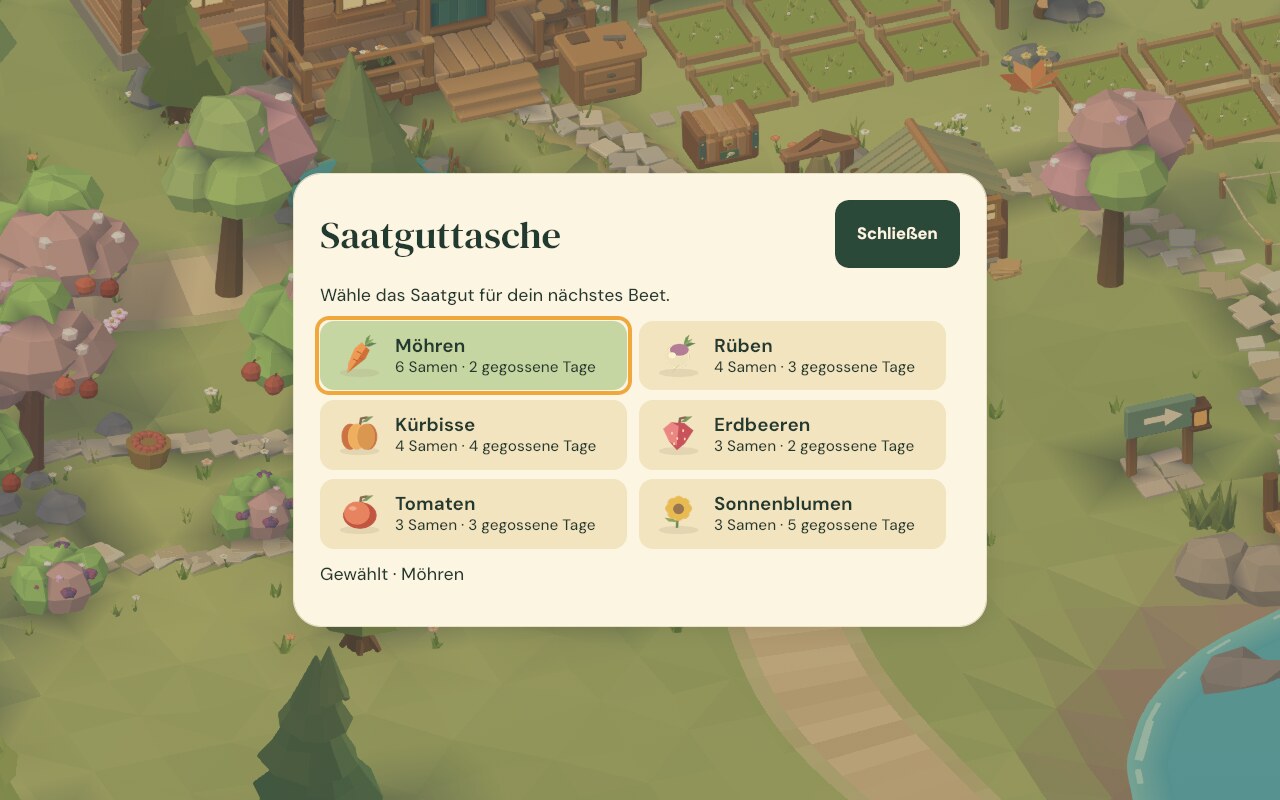 Saatguttasche
Schließen
Wähle das Saatgut für dein nächstes Beet.
Möhren
6 Samen · 2 gegossene Tage
Rüben
4 Samen · 3 gegossene Tage
Kürbisse
4 Samen · 4 gegossene Tage
Erdbeeren
3 Samen · 2 gegossene Tage
Tomaten
3 Samen · 3 gegossene Tage
Sonnenblumen
3 Samen · 5 gegossene Tage
Gewählt · Möhren